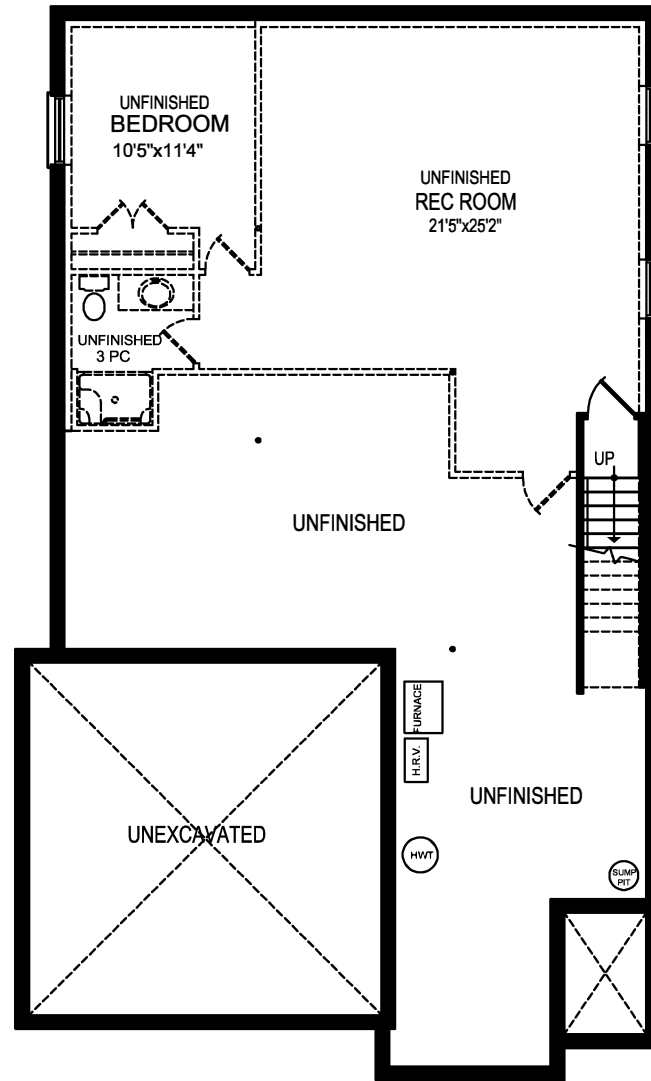 UNFINISHED
BEDROOM
10'5"x11'4"
UNFINISHED
REC ROOM
21'5"x25'2"
UNFINISHED
3 PC
UP
UNFINISHED
FURNACE
H.R.V.
UNFINISHED
UNEXCAVATED
HWT
SUMP
PIT